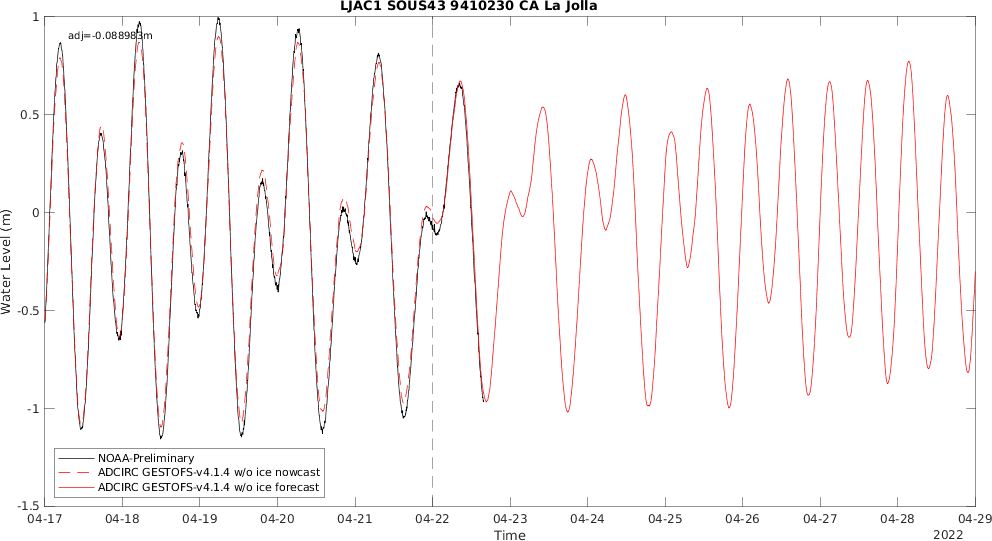 LJAC1 SOUS43 9410230 CA La Jolla
adj=-0.088983m
1
0.5
0
-0.5
-1
-1.5
Water Level (m)
NOAA-Preliminary
ADCIRC GESTOFS-v4.1.4 w/o ice nowcast
ADCIRC GESTOFS-v4.1.4 w/o ice forecast
04-17 04-18 04-19 04-20 04-21 04-22 04-23 04-24 04-25 04-26 04-27 04-28 04-29
Time
2022